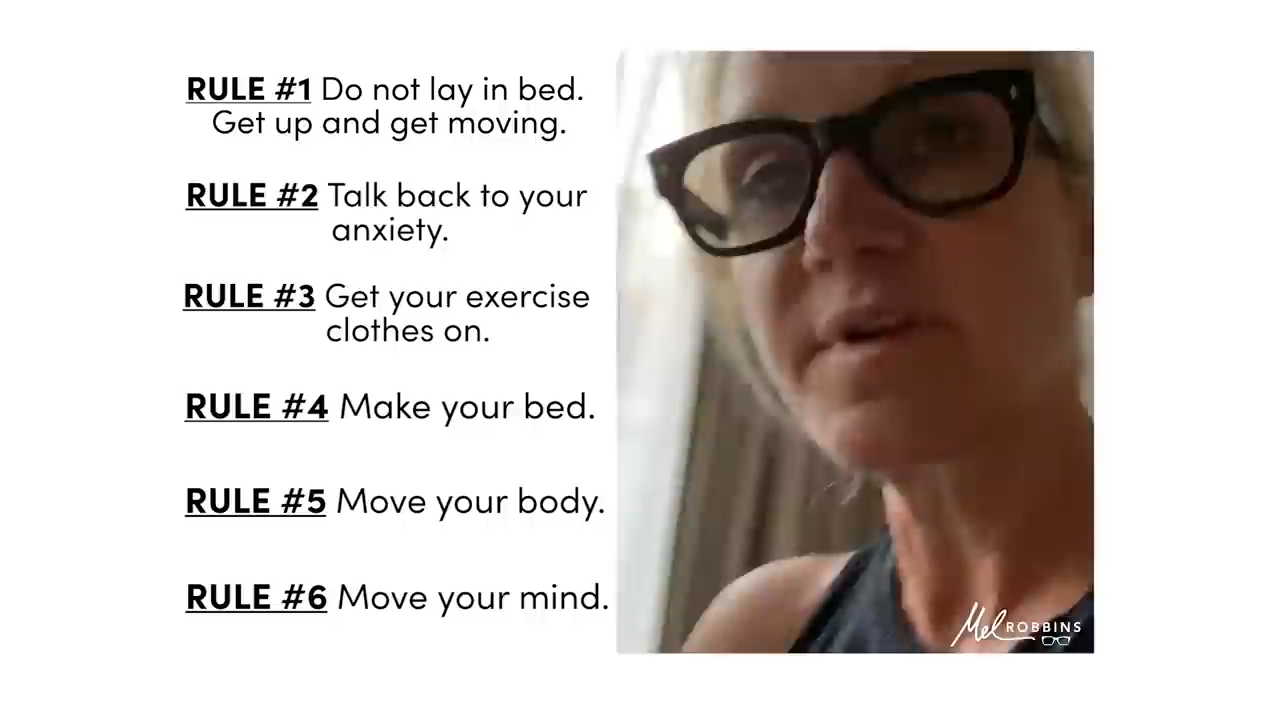 RULE #1 Do not lay in bed.
Get up and get moving.
RULE #2 Talk back to your
anxiety.
RULE #3 Get your exercise
clothes on.
RULE #4 Make your bed.
RULE #5 Move your body.
RULE #6 Move your mind.
Mel ROBBINS